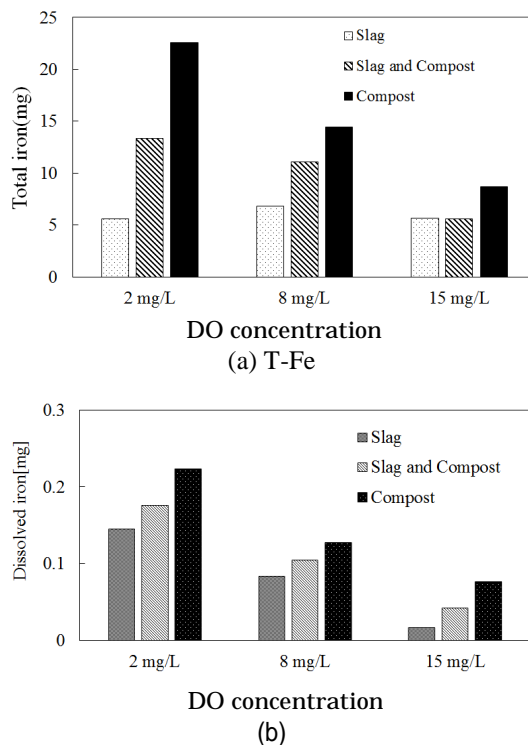 25
20
15
10
5
0
Total iron(mg)
Slag
Slag and Compost
Compost
2 mg/L
8 mg/L
15 mg/L
DO concentration
(a) T-Fe
0.3
0.2
0.1
0
Dissolved iron[mg]
Slag
Slag and Compost
Compost
2 mg/L
8 mg/L
15 mg/L
DO concentration
(b)